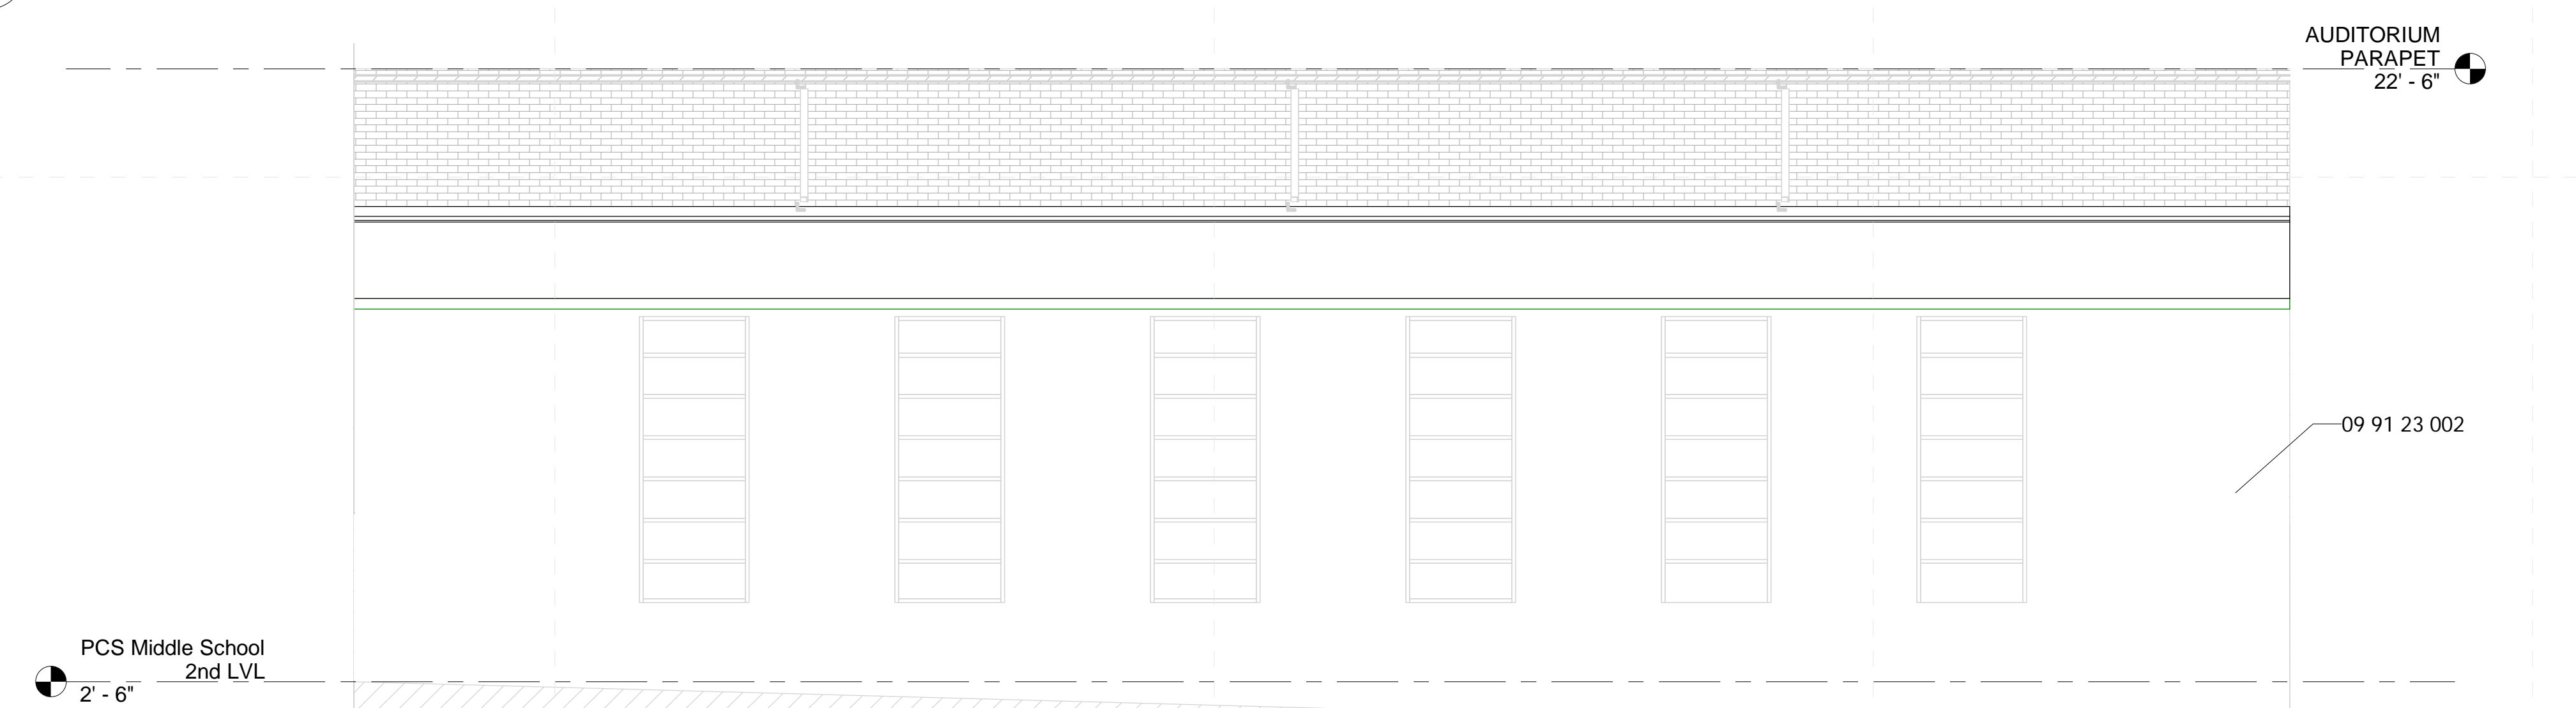 AUDITORIUM
PARAPET
22' - 6"
09 91 23 002
PCS Middle School
2nd LVL
2' - 6"